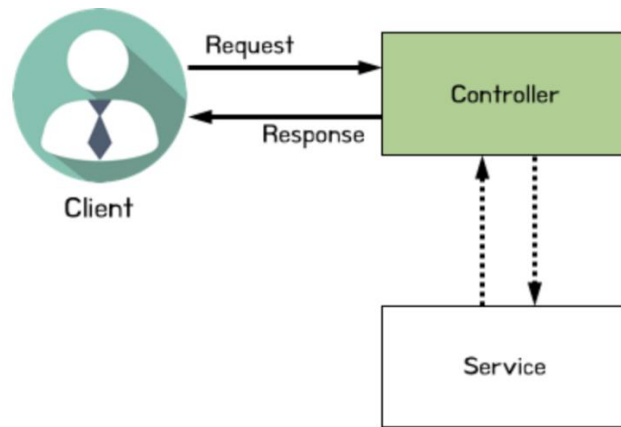 Request
Controller
Response
Client
Service